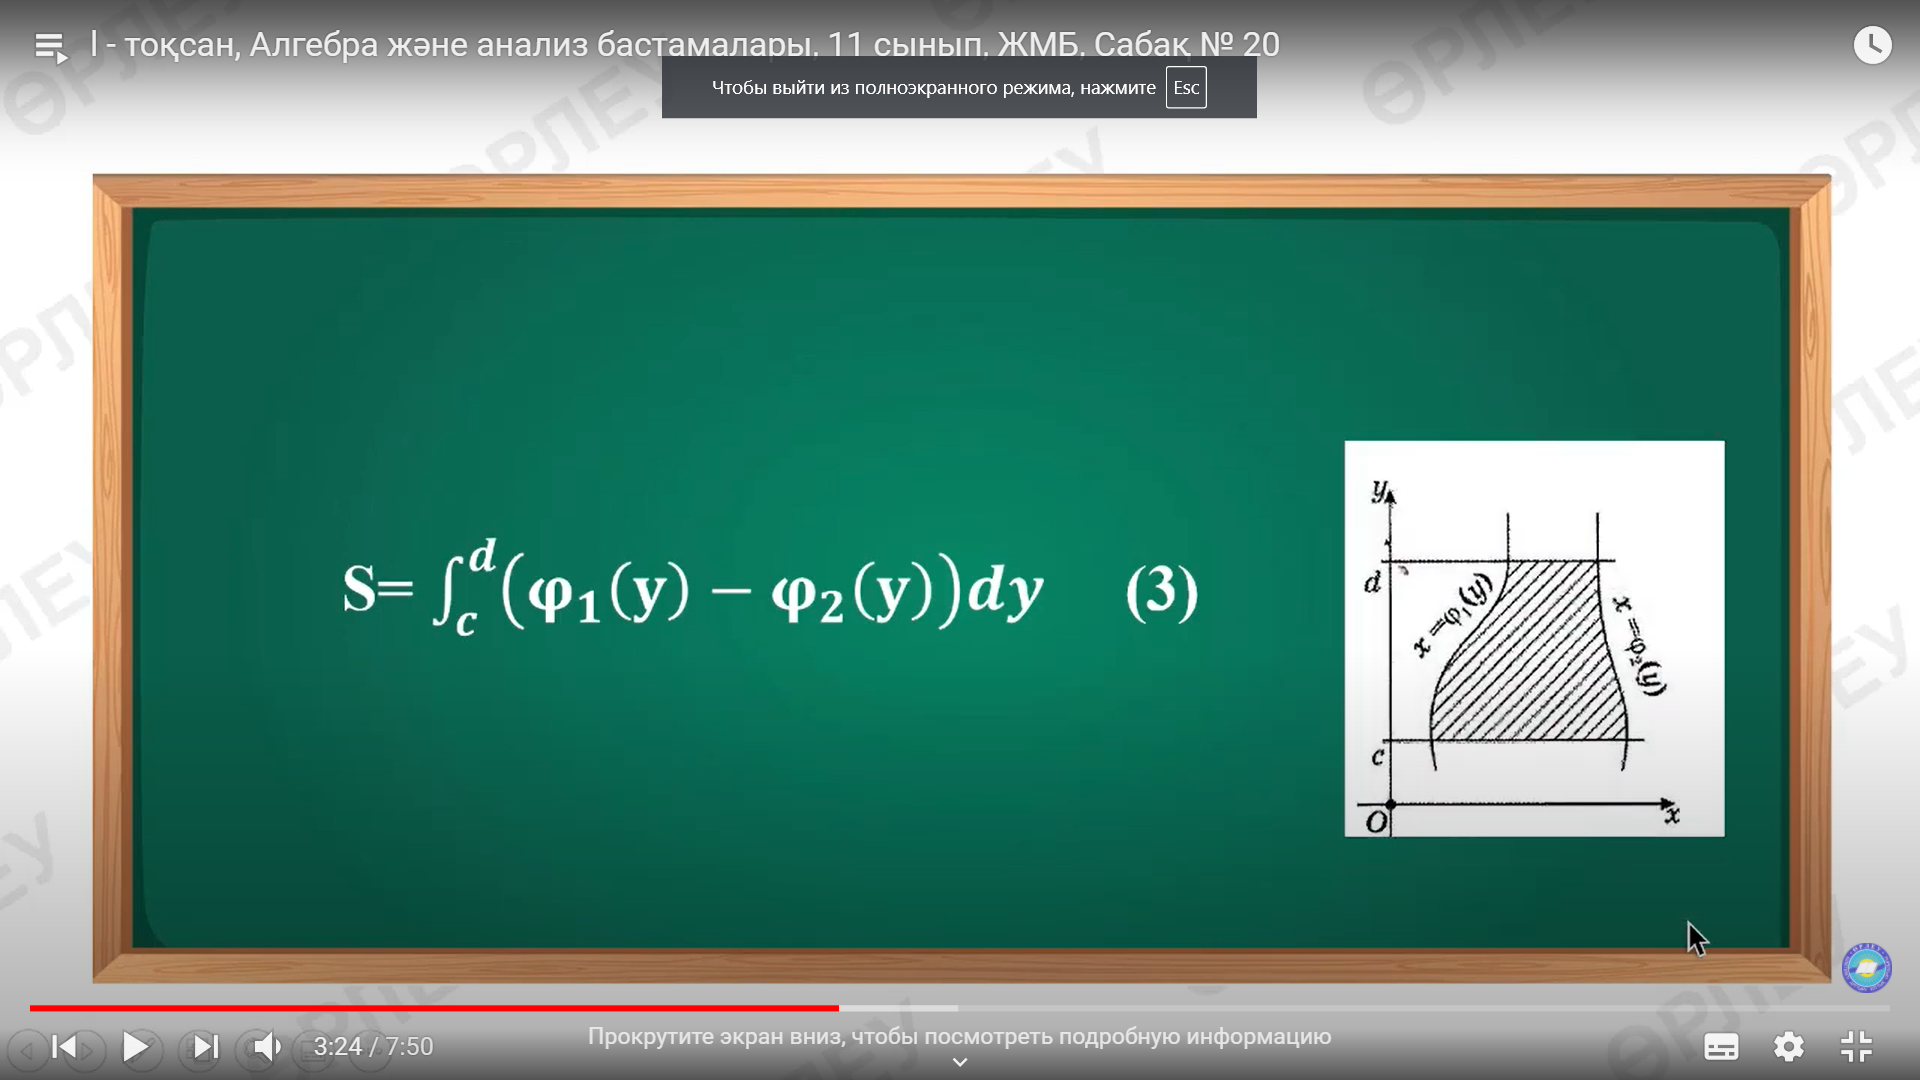 I - тоқсан, Алгебра және анализ бастамалары, 11 сынып, ЖМБ, Сабақ № 20
Чтобы выйти из полноэкранного режима, нажмите Esc
S= ∫_c^d (φ₁(y) − φ₂(y))dy (3)
y
d
x =φ₁(y)
x =φ₂(y)
c
O
x
3:24 / 7:50
Прокрутите экран вниз, чтобы посмотреть подробную информацию
ӨРЛЕУ